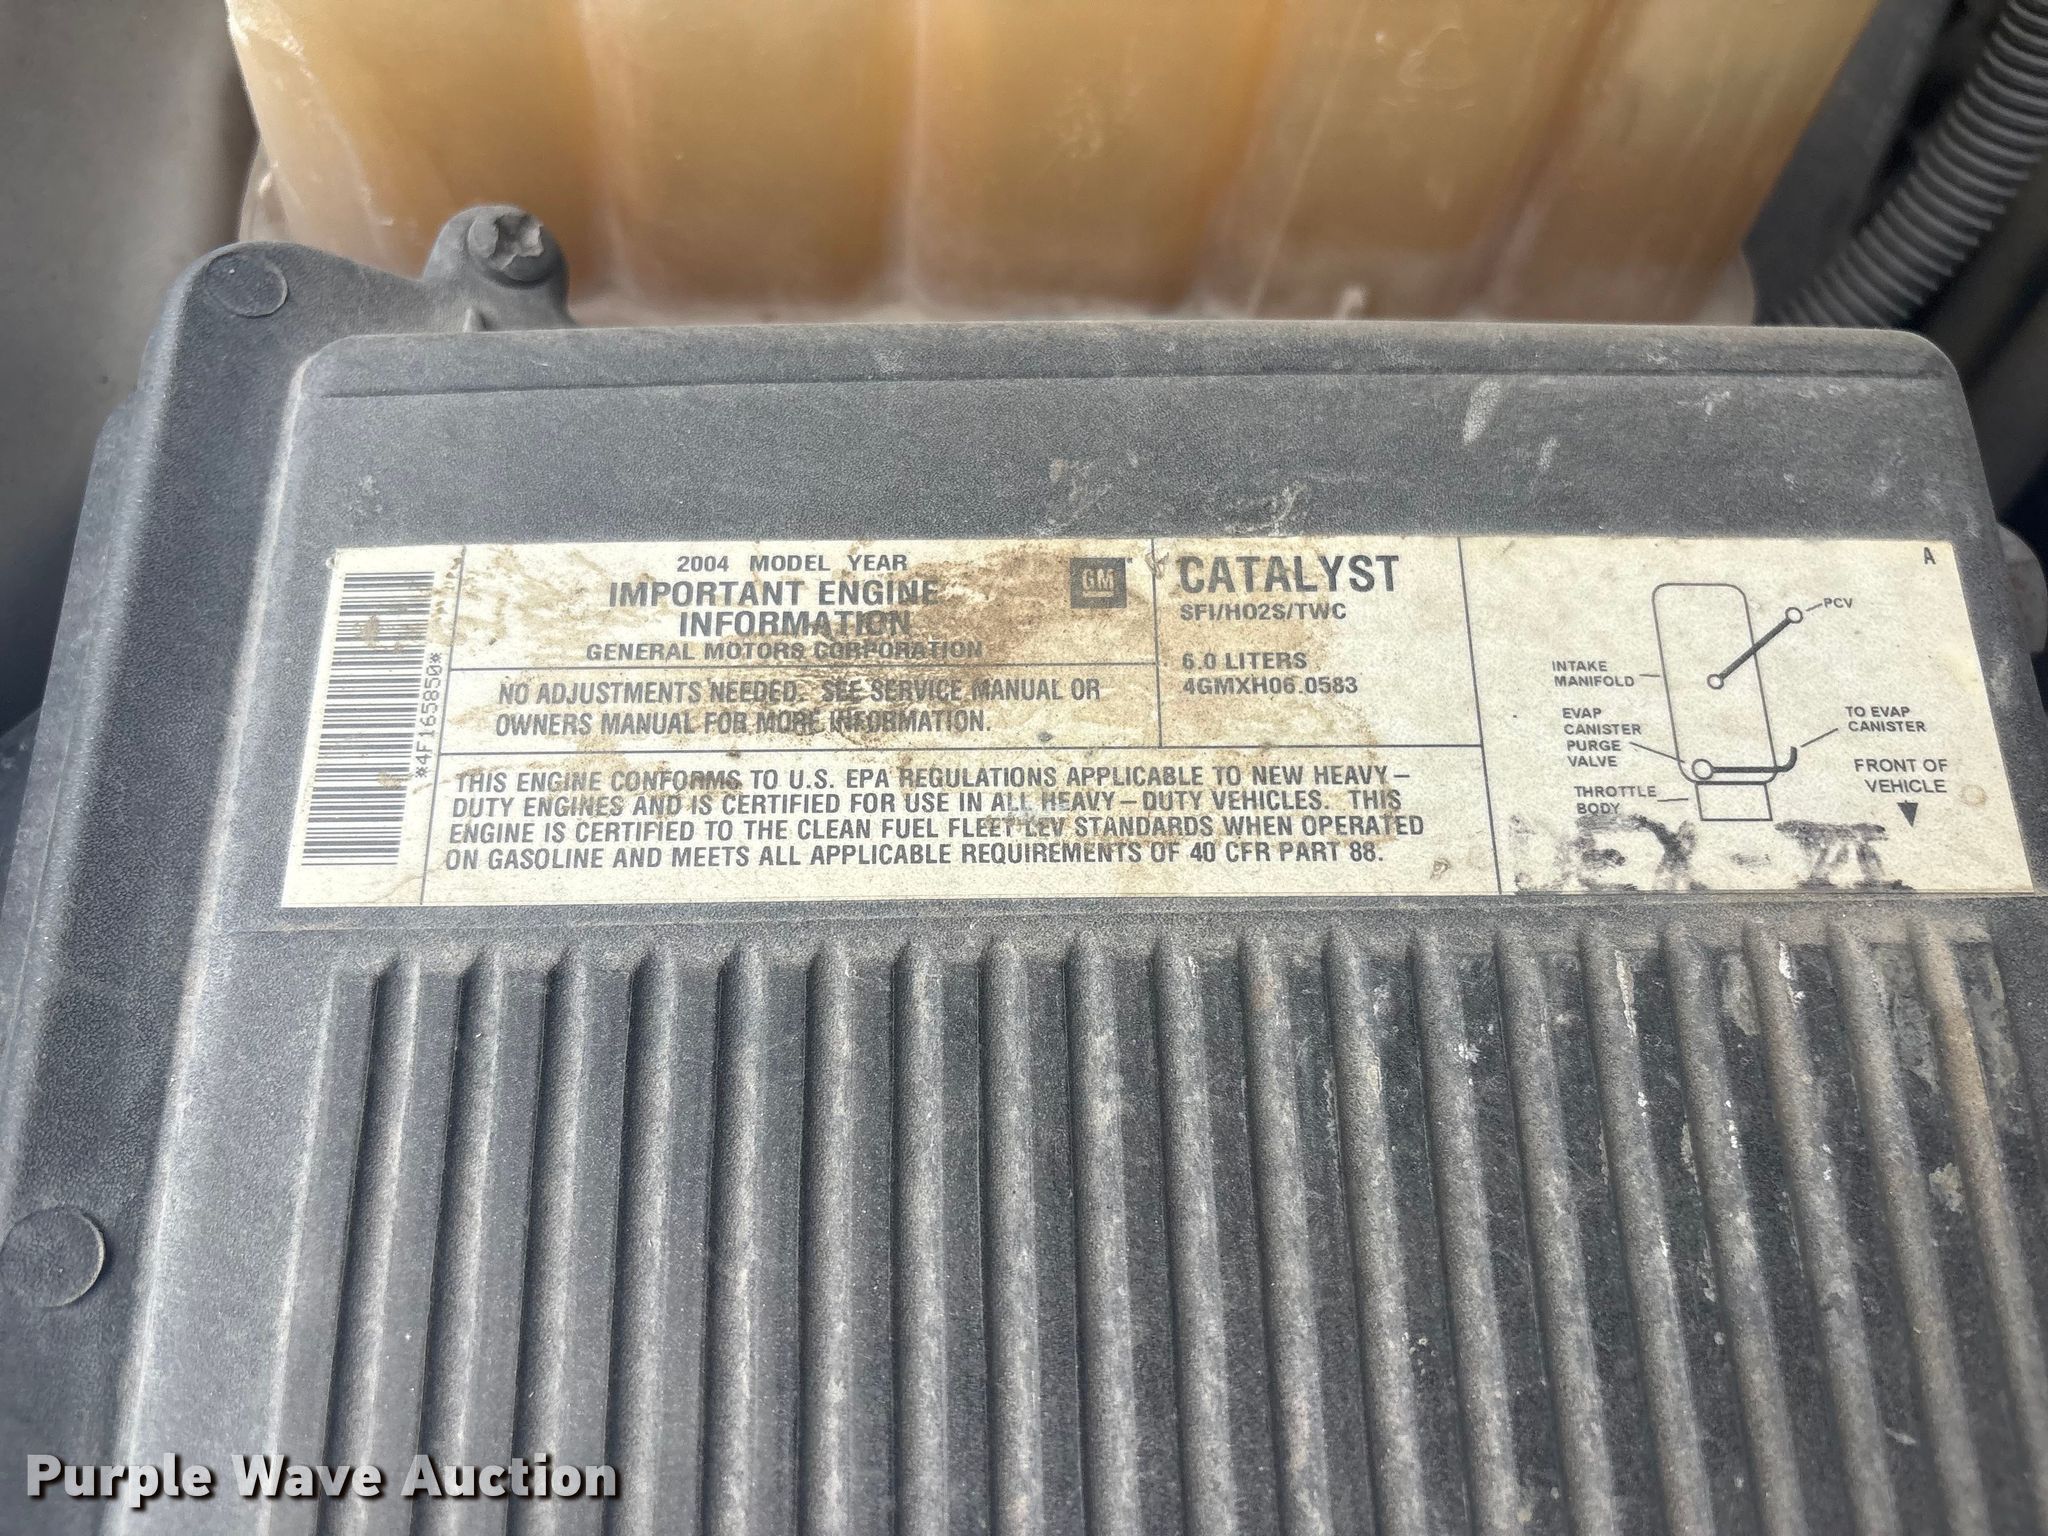 *4F165850*
2004 MODEL YEAR
IMPORTANT ENGINE
INFORMATION
GENERAL MOTORS CORPORATION
GM
NO ADJUSTMENTS NEEDED. SEE SERVICE MANUAL OR
OWNERS MANUAL FOR MORE INFORMATION.
CATALYST
SFI/HO2S/TWC
6.0 LITERS
4GMXH06.0583
THIS ENGINE CONFORMS TO U.S. EPA REGULATIONS APPLICABLE TO NEW HEAVY-
DUTY ENGINES AND IS CERTIFIED FOR USE IN ALL HEAVY-DUTY VEHICLES. THIS
ENGINE IS CERTIFIED TO THE CLEAN FUEL FLEET LEV STANDARDS WHEN OPERATED
ON GASOLINE AND MEETS ALL APPLICABLE REQUIREMENTS OF 40 CFR PART 88.
A
PCV
INTAKE
MANIFOLD
EVAP
CANISTER
PURGE
VALVE
TO EVAP
CANISTER
THROTTLE
BODY
FRONT OF
VEHICLE
Purple Wave Auction